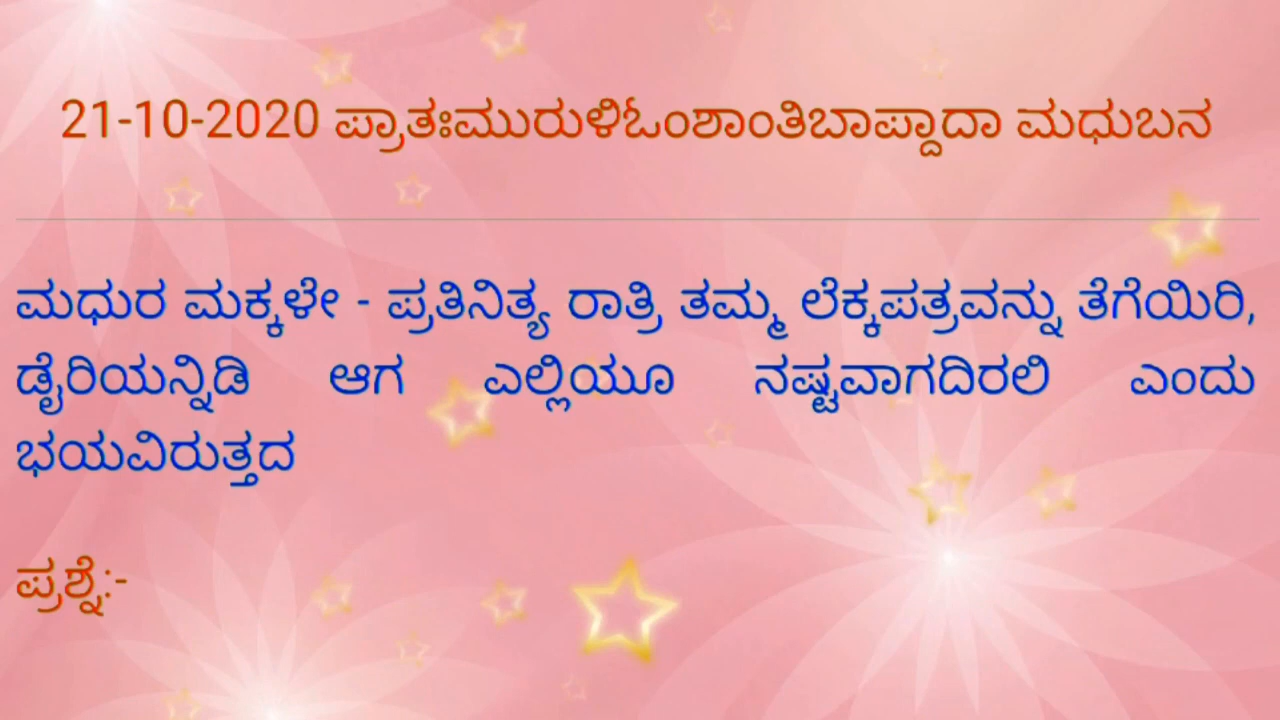 21-10-2020 ಪ್ರಾತಃಮುರುಳಿಓಂಶಾಂತಿಬಾಪ್ದಾದಾ ಮಧುಬನ
ಮಧುರ ಮಕ್ಕಳೇ - ಪ್ರತಿನಿತ್ಯ ರಾತ್ರಿ ತಮ್ಮ ಲೆಕ್ಕಪತ್ರವನ್ನು ತೆಗೆಯಿರಿ,
ಡೈರಿಯನ್ನಿಡಿ ಆಗ ಎಲ್ಲಿಯೂ ನಷ್ಟವಾಗದಿರಲಿ ಎಂದು
ಭಯವಿರುತ್ತದ
ಪ್ರಶ್ನೆ:-